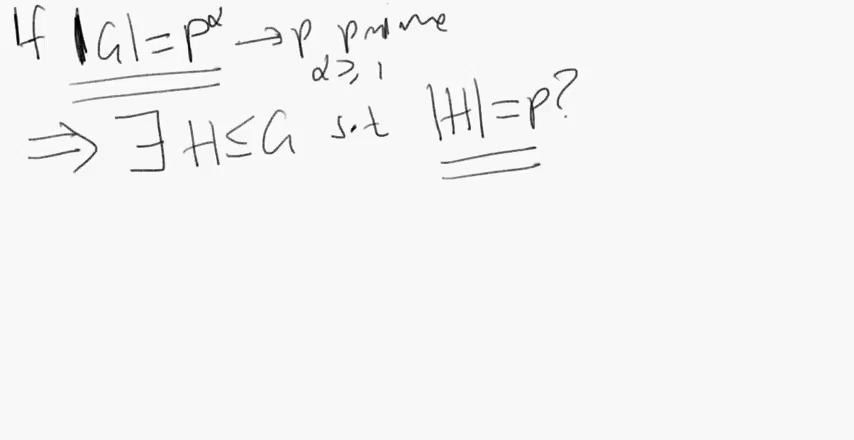 If |G|=p^α → p prime
α≥1
⇒ ∃ H≤G s.t |H|=p?